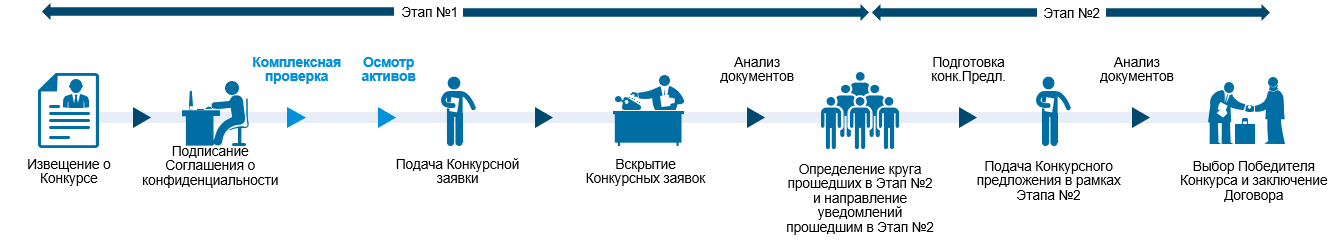 Этап №1
Этап №2
Комплексная
проверка
Осмотр
активов
Анализ
документов
Подготовка
конк.Предл.
Анализ
документов
Извещение о
Конкурсе
Подписание
Соглашения о
конфиденциальности
Подача Конкурсной
заявки
Вскрытие
Конкурсных заявок
Определение круга
прошедших в Этап №2
и направление
уведомлений
прошедшим в Этап №2
Подача Конкурсного
предложения в рамках
Этапа №2
Выбор Победителя
Конкурса и заключение
Договора